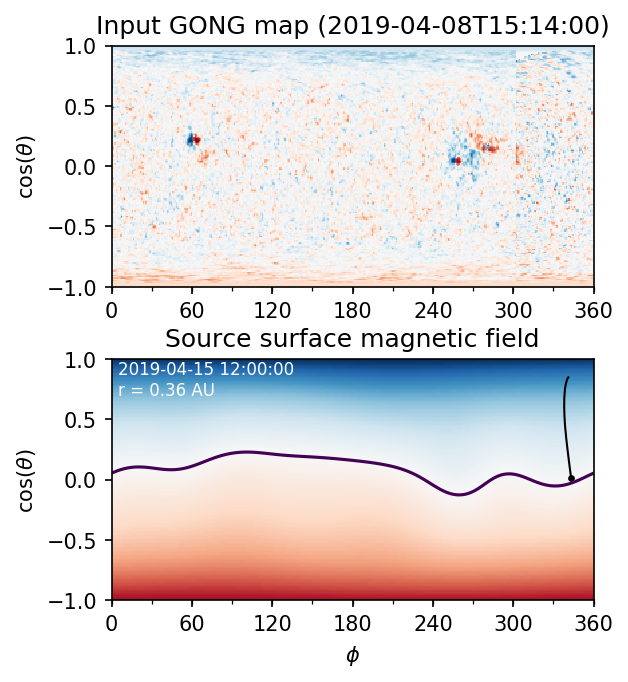 Input GONG map (2019-04-08T15:14:00)
1.0
0.5
0.0
−0.5
−1.0
cos(θ)
0 60 120 180 240 300 360
Source surface magnetic field
2019-04-15 12:00:00
r = 0.36 AU
1.0
0.5
0.0
−0.5
−1.0
cos(θ)
0 60 120 180 240 300 360
ϕ